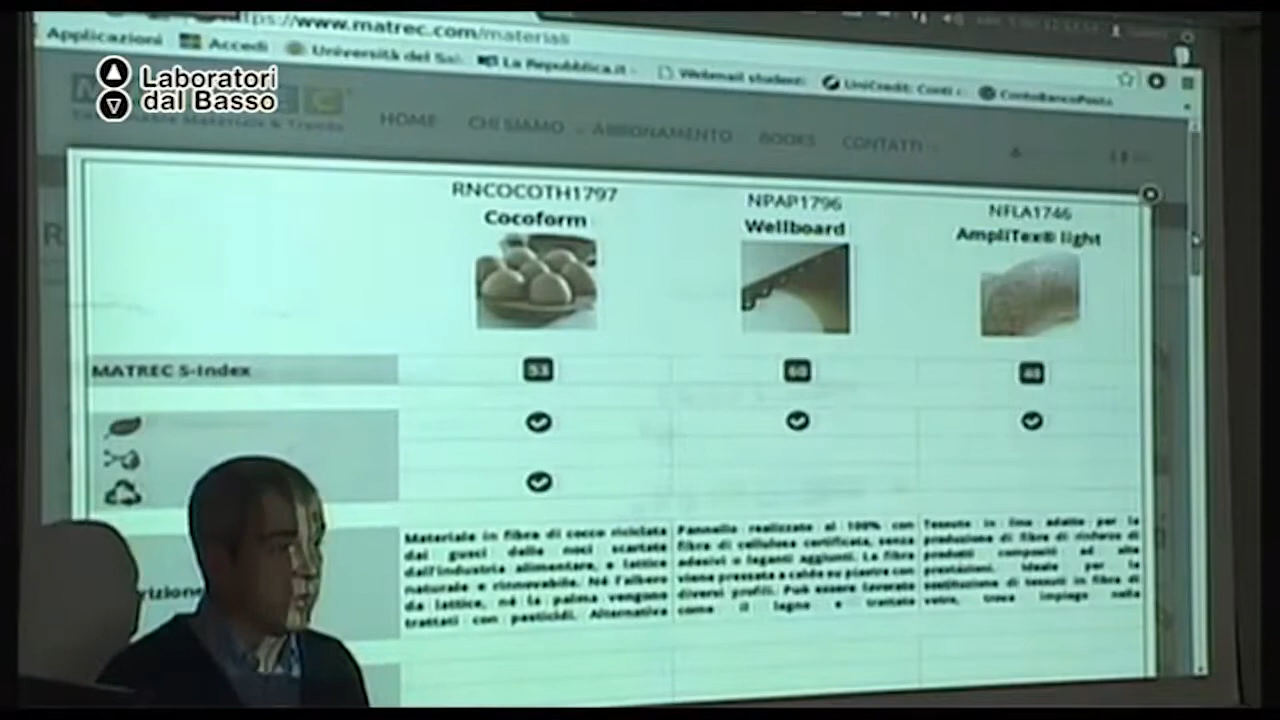 https://www.matrec.com/materiali
Applicazioni Accedi Università del Sal La Repubblica.it Webmail studenti UniCredit: Conti c ContoBancoPosta
Laboratori
dal Basso
HOME CHI SIAMO ABBONAMENTO BOOKS CONTATTI
RNCOCOTH1797 NPAP1796 NFLA1746
Cocoform Wellboard AmpliTex® light
MATREC S-Index 53 60
Materiale in fibra di cocco riciclata
dai gusci delle noci scartate
dall'industria alimentare, e lattice
naturale e rinnovabile. Né l'albero
da lattice, né la palma vengono
trattati con pesticidi. Alternativa
Pannello realizzato al 100% con
fibra di cellulosa certificata, senza
adesivi o leganti aggiunti. La fibra
viene pressata a caldo su piastre con
diversi profili. Può essere lavorato
come il legno e trattato
Tessuto in lino adatto per la
produzione di fibre di rinforzo di
prodotti compositi ad alte
prestazioni. Ideale per la
sostituzione di tessuti in fibra di
vetro, trova impiego nella